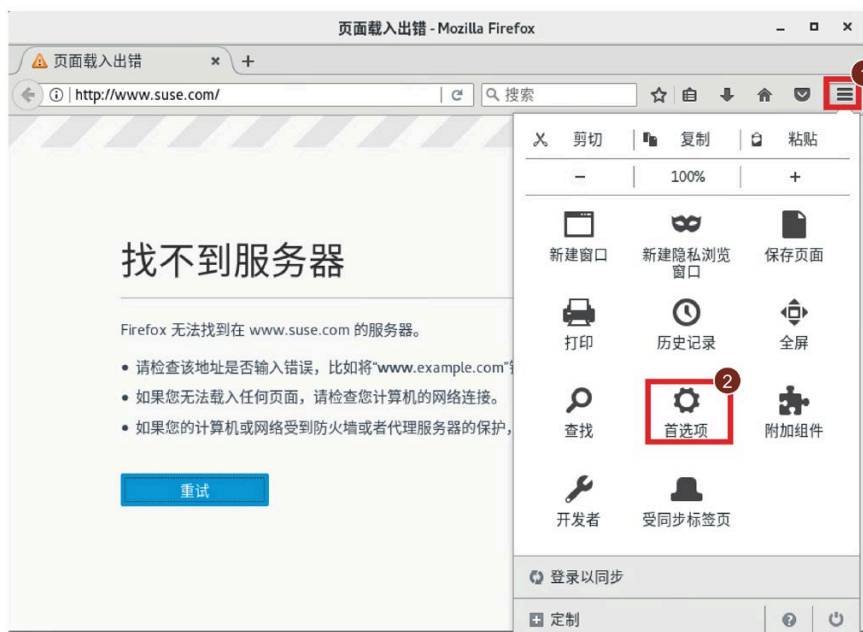 页面载入出错 - Mozilla Firefox
页面载入出错
http://www.suse.com/
搜索
1
剪切 复制 粘贴
− 100% +
新建窗口 新建隐私浏览 保存页面
窗口
打印 历史记录 全屏
2
查找 首选项 附加组件
开发者 受同步标签页
登录以同步
定制
找不到服务器
Firefox 无法找到在 www.suse.com 的服务器。
• 请检查该地址是否输入错误，比如将“www.example.com”
• 如果您无法载入任何页面，请检查您计算机的网络连接。
• 如果您的计算机或网络受到防火墙或者代理服务器的保护，
重试